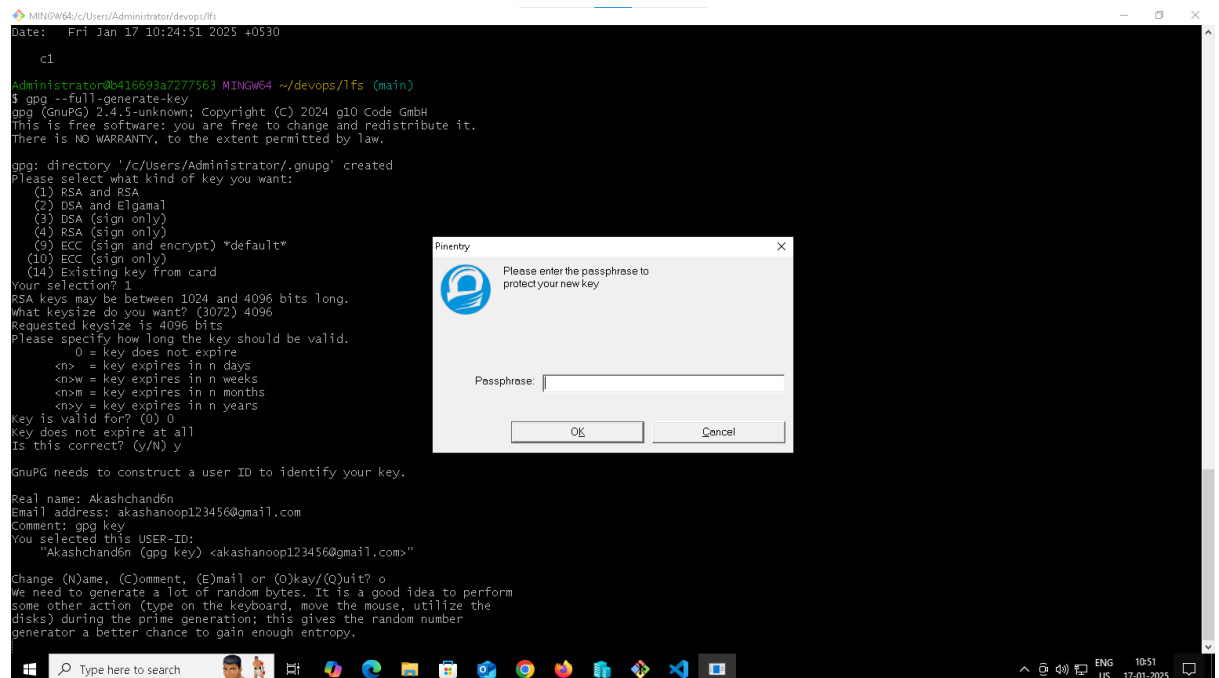 MINGW64:/c/Users/Administrator/devops/lfs
Date:   Fri Jan 17 10:24:51 2025 +0530
c1
Administrator@b416693a7277563 MINGW64 ~/devops/lfs (main)
$ gpg --full-generate-key
gpg (GnuPG) 2.4.5-unknown; Copyright (C) 2024 g10 Code GmbH
This is free software: you are free to change and redistribute it.
There is NO WARRANTY, to the extent permitted by law.
gpg: directory '/c/Users/Administrator/.gnupg' created
Please select what kind of key you want:
(1) RSA and RSA
(2) DSA and Elgamal
(3) DSA (sign only)
(4) RSA (sign only)
(9) ECC (sign and encrypt) *default*
(10) ECC (sign only)
(14) Existing key from card
Your selection? 1
RSA keys may be between 1024 and 4096 bits long.
What keysize do you want? (3072) 4096
Requested keysize is 4096 bits
Please specify how long the key should be valid.
0 = key does not expire
<n>  = key expires in n days
<n>w = key expires in n weeks
<n>m = key expires in n months
<n>y = key expires in n years
Key is valid for? (0) 0
Key does not expire at all
Is this correct? (y/N) y
GnuPG needs to construct a user ID to identify your key.
Real name: Akashchand6n
Email address: akashanoop123456@gmail.com
Comment: gpg key
You selected this USER-ID:
"Akashchand6n (gpg key) <akashanoop123456@gmail.com>"
Change (N)ame, (C)omment, (E)mail or (O)kay/(Q)uit? o
We need to generate a lot of random bytes. It is a good idea to perform
some other action (type on the keyboard, move the mouse, utilize the
disks) during the prime generation; this gives the random number
generator a better chance to gain enough entropy.
Pinentry
Please enter the passphrase to
protect your new key
Passphrase:
OK Cancel
Type here to search
ENG 10:51
US 17-01-2025